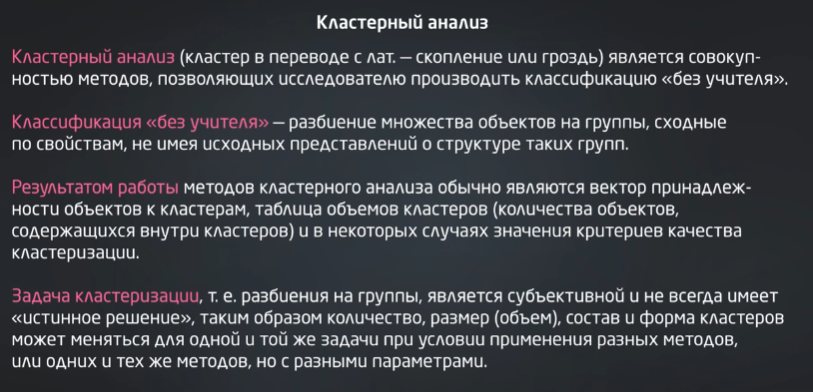 Кластерный анализ
Кластерный анализ (кластер в переводе с лат. — скопление или гроздь) является совокуп-
ностью методов, позволяющих исследователю производить классификацию «без учителя».
Классификация «без учителя» — разбиение множества объектов на группы, сходные
по свойствам, не имея исходных представлений о структуре таких групп.
Результатом работы методов кластерного анализа обычно являются вектор принадлеж-
ности объектов к кластерам, таблица объемов кластеров (количества объектов,
содержащихся внутри кластеров) и в некоторых случаях значения критериев качества
кластеризации.
Задача кластеризации, т. е. разбиения на группы, является субъективной и не всегда имеет
«истинное решение», таким образом количество, размер (объем), состав и форма кластеров
может меняться для одной и той же задачи при условии применения разных методов,
или одних и тех же методов, но с разными параметрами.